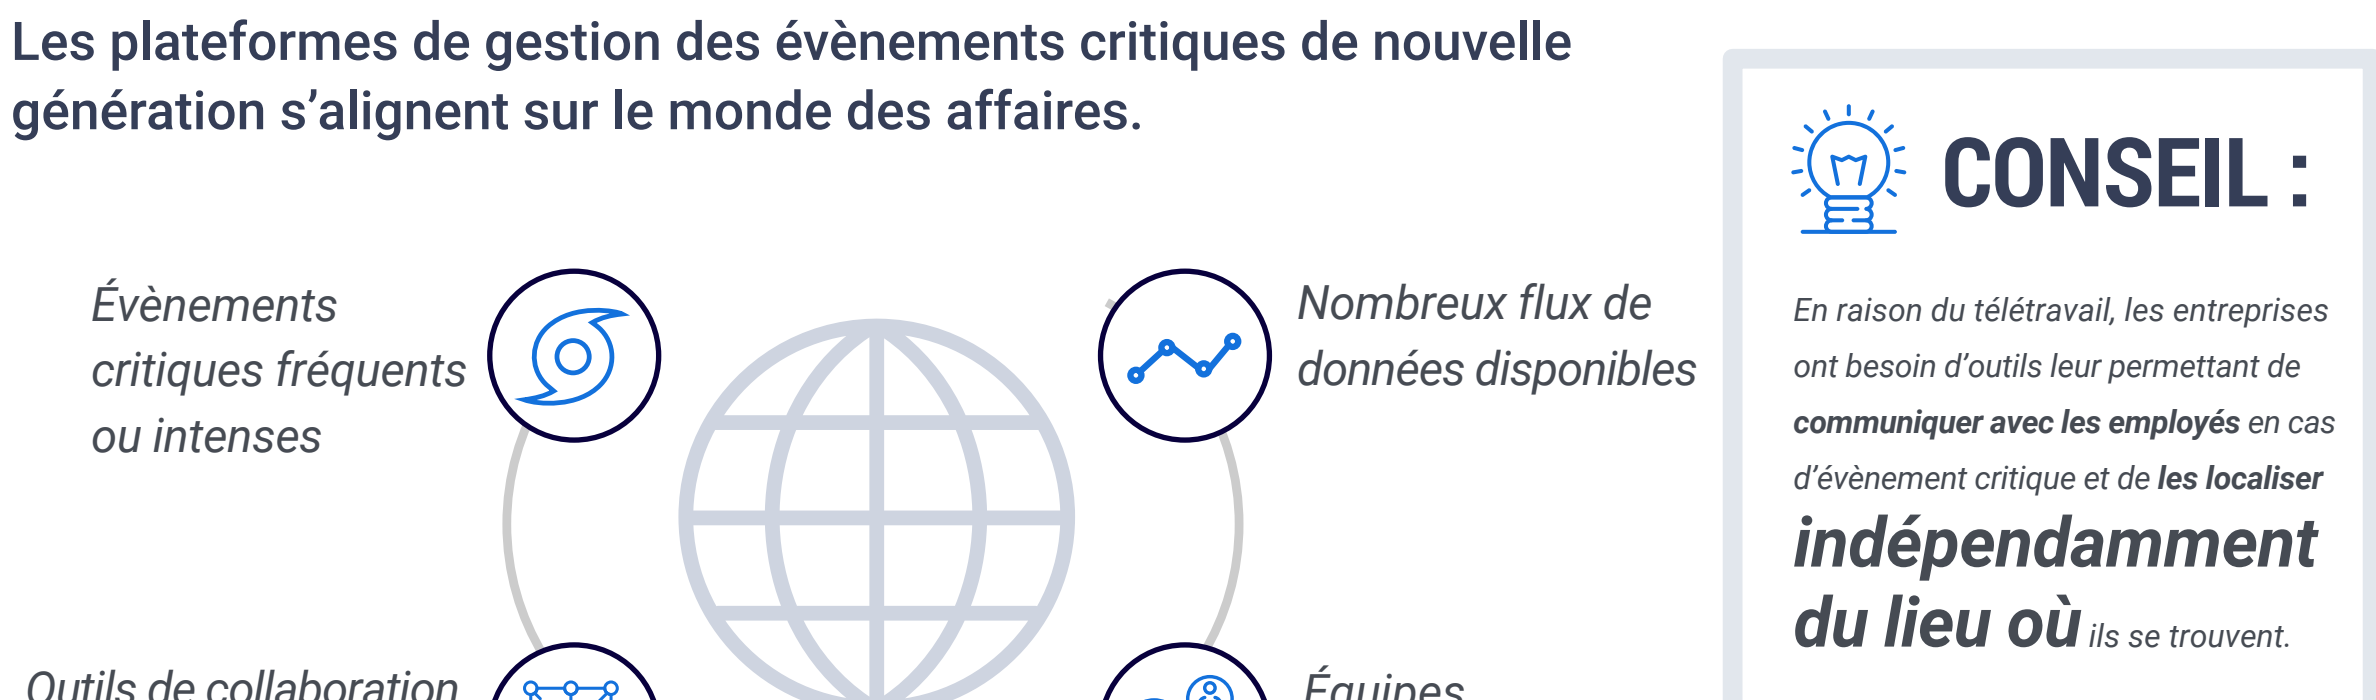 Les plateformes de gestion des évènements critiques de nouvelle
génération s’alignent sur le monde des affaires.
Évènements
critiques fréquents
ou intenses
Nombreux flux de
données disponibles
Outils de collaboration
Équipes
CONSEIL :
En raison du télétravail, les entreprises
ont besoin d’outils leur permettant de
communiquer avec les employés en cas
d’évènement critique et de les localiser
indépendamment
du lieu où ils se trouvent.